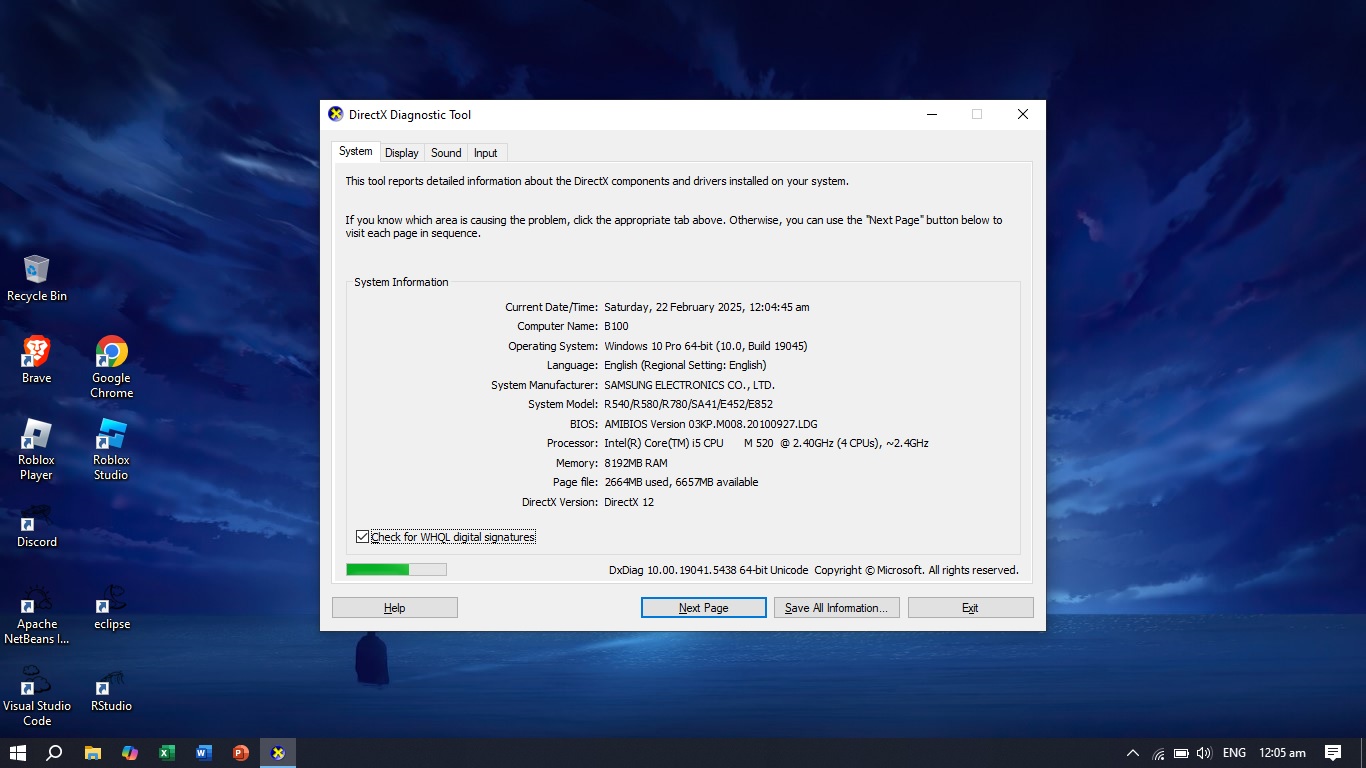 DirectX Diagnostic Tool
System Display Sound Input
This tool reports detailed information about the DirectX components and drivers installed on your system.
If you know which area is causing the problem, click the appropriate tab above. Otherwise, you can use the "Next Page" button below to
visit each page in sequence.
System Information
Current Date/Time: Saturday, 22 February 2025, 12:04:45 am
Computer Name: B100
Operating System: Windows 10 Pro 64-bit (10.0, Build 19045)
Language: English (Regional Setting: English)
System Manufacturer: SAMSUNG ELECTRONICS CO., LTD.
System Model: R540/R580/R780/SA41/E452/E852
BIOS: AMIBIOS Version 03KP.M008.20100927.LDG
Processor: Intel(R) Core(TM) i5 CPU M 520 @ 2.40GHz (4 CPUs), ~2.4GHz
Memory: 8192MB RAM
Page file: 2664MB used, 6657MB available
DirectX Version: DirectX 12
Check for WHQL digital signatures
DxDiag 10.00.19041.5438 64-bit Unicode Copyright © Microsoft. All rights reserved.
Help Next Page Save All Information... Exit
Recycle Bin
Brave
Google
Chrome
Roblox
Player
Roblox
Studio
Discord
Apache
NetBeans I...
eclipse
Visual Studio
Code
RStudio
ENG 12:05 am